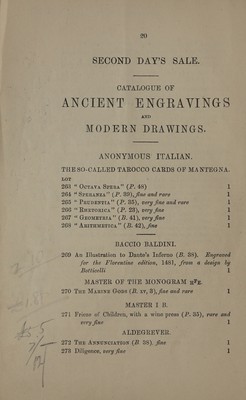 20
SECOND DAY'S SALE.
CATALOGUE OF
ANCIENT ENGRAVINGS
AND
MODERN DRAWINGS.
ANONYMOUS ITALIAN.
THE SO-CALLED TAROCCO CARDS OF MANTEGNA.
LOT
263 “ Octava Spera” (P. 48) 1
264 “ Speranza” (P. 39), fine and rare 1
265 “ Prudentia” (P. 35), very fine and rare 1
266 “ Rhetorica” (P. 23), very fine 1
267 “ Geometria” (B. 41), very fine 1
268 “ Arithmetica” (B. 42), fine 1
BACCIO BALDINI.
269 An Illustration to Dante's Inferno (B. 38). Engraved
for the Florentine edition, 1481, from a design by
Botticelli 1
MASTER OF THE MONOGRAM
270 The Marine Gods (B. 17, 3), fine and rare 1
MASTER I B.
271 Frieze of Children, with a wine press (P. 35), rare and
very fine 1
ALDEGREVER.
272 The Annunciation (B 38), fine 1
273 Diligence, very fine 1